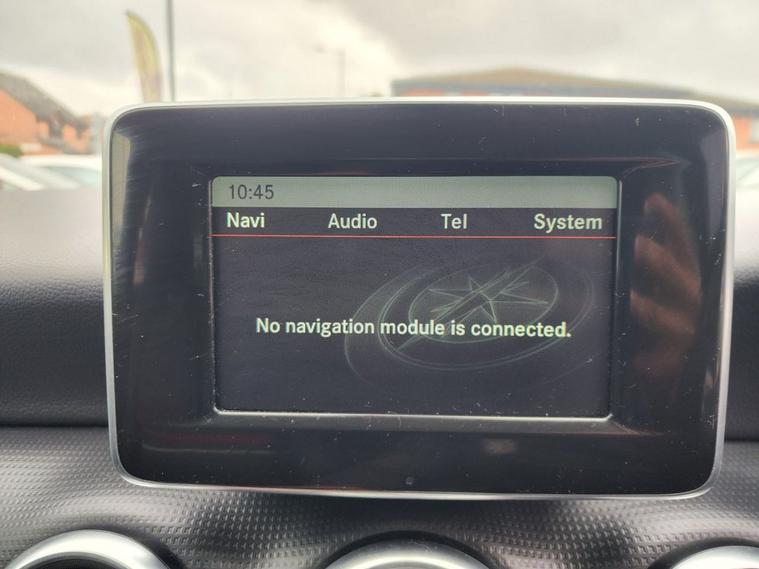 10:45
Navi Audio Tel System
No navigation module is connected.